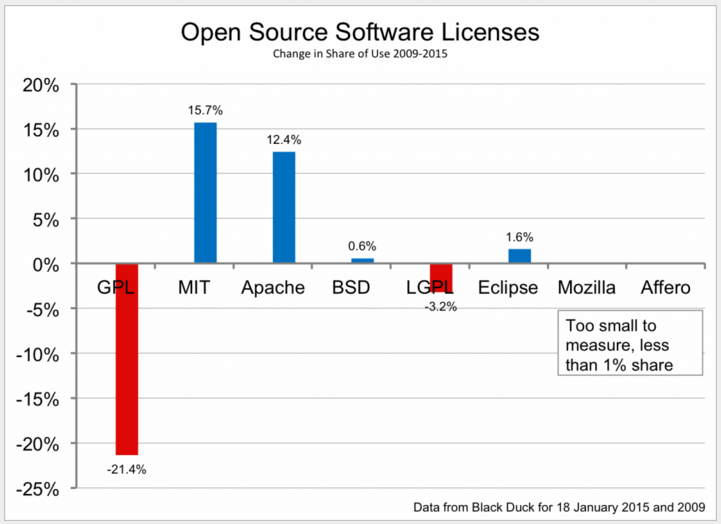 Open Source Software Licenses
Change in Share of Use 2009-2015
20%
15.7%
15%
12.4%
10%
5%
0.6%
1.6%
0%
GPL MIT Apache BSD LGPL Eclipse Mozilla Affero
-3.2%
-5%
Too small to
measure, less
than 1% share
-10%
-15%
-20%
-21.4%
-25%
Data from Black Duck for 18 January 2015 and 2009